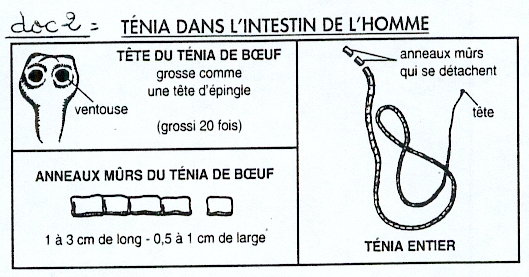 doc 2 = TÉNIA DANS L'INTESTIN DE L'HOMME
TÊTE DU TÉNIA DE BŒUF
grosse comme
une tête d'épingle
(grossi 20 fois)
ventouse
ANNEAUX MÛRS DU TÉNIA DE BŒUF
1 à 3 cm de long - 0,5 à 1 cm de large
anneaux mûrs
qui se détachent
tête
TÉNIA ENTIER